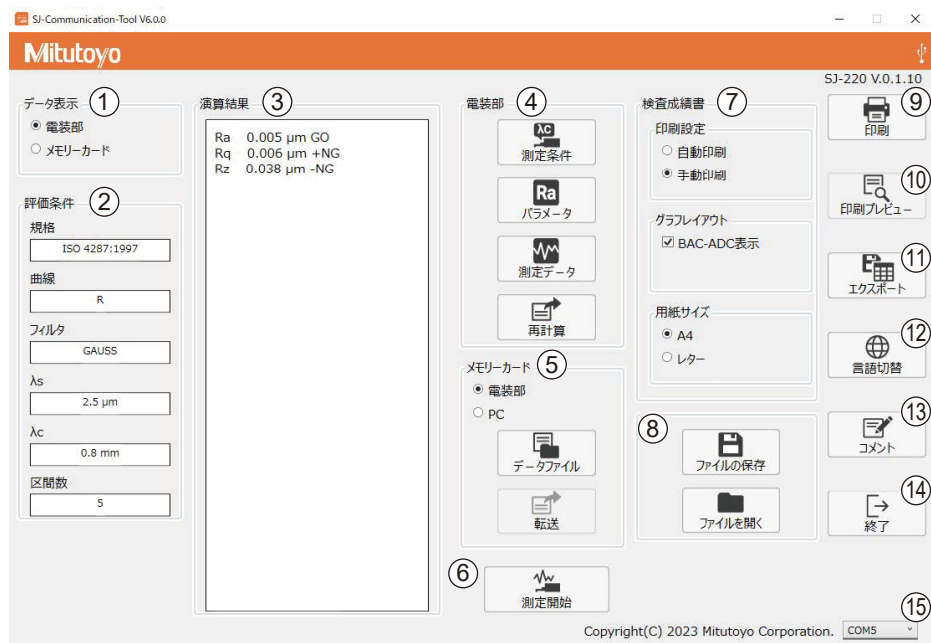 SJ-Communication-Tool V6.0.0
Mitutoyo
SJ-220 V.0.1.10
データ表示 ①
電装部
メモリーカード
評価条件 ②
規格
ISO 4287:1997
曲線
R
フィルタ
GAUSS
λs
2.5 μm
λc
0.8 mm
区間数
5
演算結果 ③
Ra 0.005 μm GO
Rq 0.006 μm +NG
Rz 0.038 μm -NG
電装部 ④
λC
測定条件
Ra
パラメータ
測定データ
再計算
メモリーカード ⑤
電装部
PC
データファイル
転送
⑥
測定開始
検査成績書 ⑦
印刷設定
自動印刷
手動印刷
グラフレイアウト
BAC-ADC表示
用紙サイズ
A4
レター
⑧
ファイルの保存
ファイルを開く
⑨
印刷
⑩
印刷プレビュー
⑪
エクスポート
⑫
言語切替
⑬
コメント
⑭
終了
⑮
Copyright(C) 2023 Mitutoyo Corporation. COM5